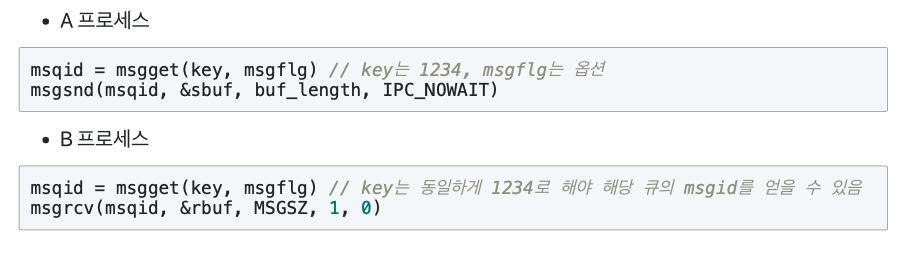 • A 프로세스
msqid = msgget(key, msgflg) // key는 1234, msgflg는 옵션
msgsnd(msqid, &sbuf, buf_length, IPC_NOWAIT)
• B 프로세스
msqid = msgget(key, msgflg) // key는 동일하게 1234로 해야 해당 큐의 msgid를 얻을 수 있음
msgrcv(msqid, &rbuf, MSGSZ, 1, 0)